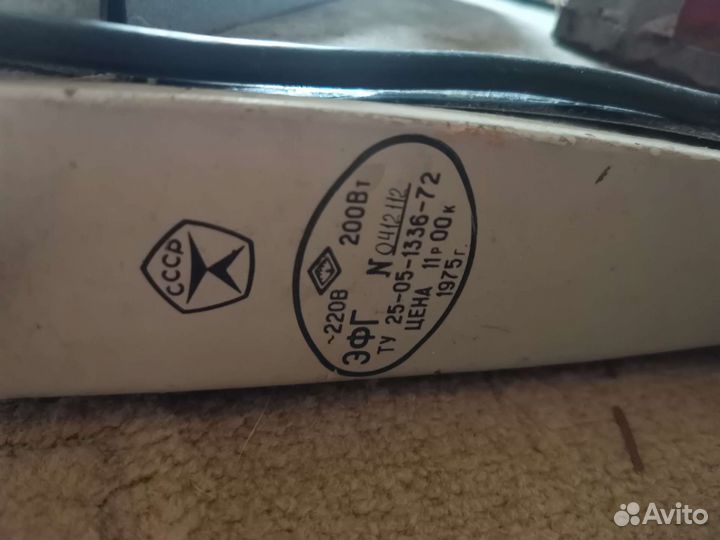 СССР
~220В 200Вт
ЭФГ N 0412112
ТУ 25-05-1336-72
ЦЕНА 11р 00к
1975г.
Avito